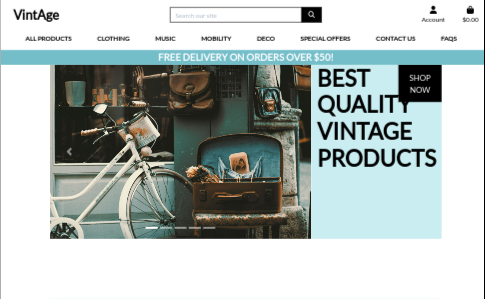 VintAge
Search our site
Account
$0.00
ALL PRODUCTS CLOTHING MUSIC MOBILITY DECO SPECIAL OFFERS CONTACT US FAQS
FREE DELIVERY ON ORDERS OVER $50!
BEST
QUALITY
VINTAGE
PRODUCTS
SHOP
NOW